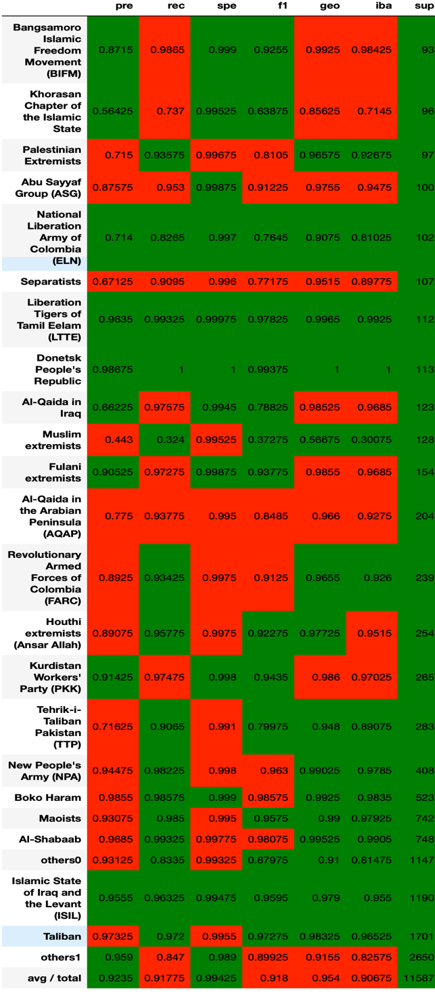 pre rec spe f1 geo iba sup
Bangsamoro
Islamic
Freedom
Movement
(BIFM)
0.8715 0.9865 0.999 0.9255 0.9925 0.98425 93
Khorasan
Chapter of
the Islamic
State
0.56425 0.737 0.99525 0.63875 0.85625 0.7145 96
Palestinian
Extremists
0.715 0.93575 0.99675 0.8105 0.96575 0.92675 97
Abu Sayyaf
Group (ASG)
0.87575 0.953 0.99875 0.91225 0.9755 0.9475 100
National
Liberation
Army of
Colombia
(ELN)
0.714 0.8265 0.997 0.7645 0.9075 0.81025 102
Separatists 0.67125 0.9095 0.996 0.77175 0.9515 0.89775 107
Liberation
Tigers of
Tamil Eelam
(LTTE)
0.9635 0.99325 0.99975 0.97825 0.9965 0.9925 112
Donetsk
People's
Republic
0.98675 1 1 0.99375 1 1 113
Al-Qaida in
Iraq
0.66225 0.97575 0.9945 0.78825 0.98525 0.9685 123
Muslim
extremists
0.443 0.324 0.99525 0.37275 0.56675 0.30075 128
Fulani
extremists
0.90525 0.97275 0.99875 0.93775 0.9855 0.9685 154
Al-Qaida in
the Arabian
Peninsula
(AQAP)
0.775 0.93775 0.995 0.8485 0.966 0.9275 204
Revolutionary
Armed
Forces of
Colombia
(FARC)
0.8925 0.93425 0.9975 0.9125 0.9655 0.926 239
Houthi
extremists
(Ansar Allah)
0.89075 0.95775 0.9975 0.92275 0.97725 0.9515 254
Kurdistan
Workers'
Party (PKK)
0.91425 0.97475 0.998 0.9435 0.986 0.97025 265
Tehrik-i-
Taliban
Pakistan
(TTP)
0.71625 0.9065 0.991 0.79975 0.948 0.89075 283
New People's
Army (NPA)
0.94475 0.98225 0.998 0.963 0.99025 0.9785 408
Boko Haram 0.9855 0.98575 0.999 0.98575 0.9925 0.9835 523
Maoists 0.93075 0.985 0.995 0.9575 0.99 0.97925 742
Al-Shabaab 0.9685 0.99325 0.99775 0.98075 0.99525 0.9905 748
others0 0.93125 0.8335 0.99325 0.87975 0.91 0.81475 1147
Islamic State
of Iraq and
the Levant
(ISIL)
0.9555 0.96325 0.99475 0.9595 0.979 0.955 1190
Taliban 0.97325 0.972 0.9955 0.97275 0.98325 0.96525 1701
others1 0.959 0.847 0.989 0.89925 0.9155 0.82575 2650
avg / total 0.9235 0.91775 0.99425 0.918 0.954 0.90675 11587